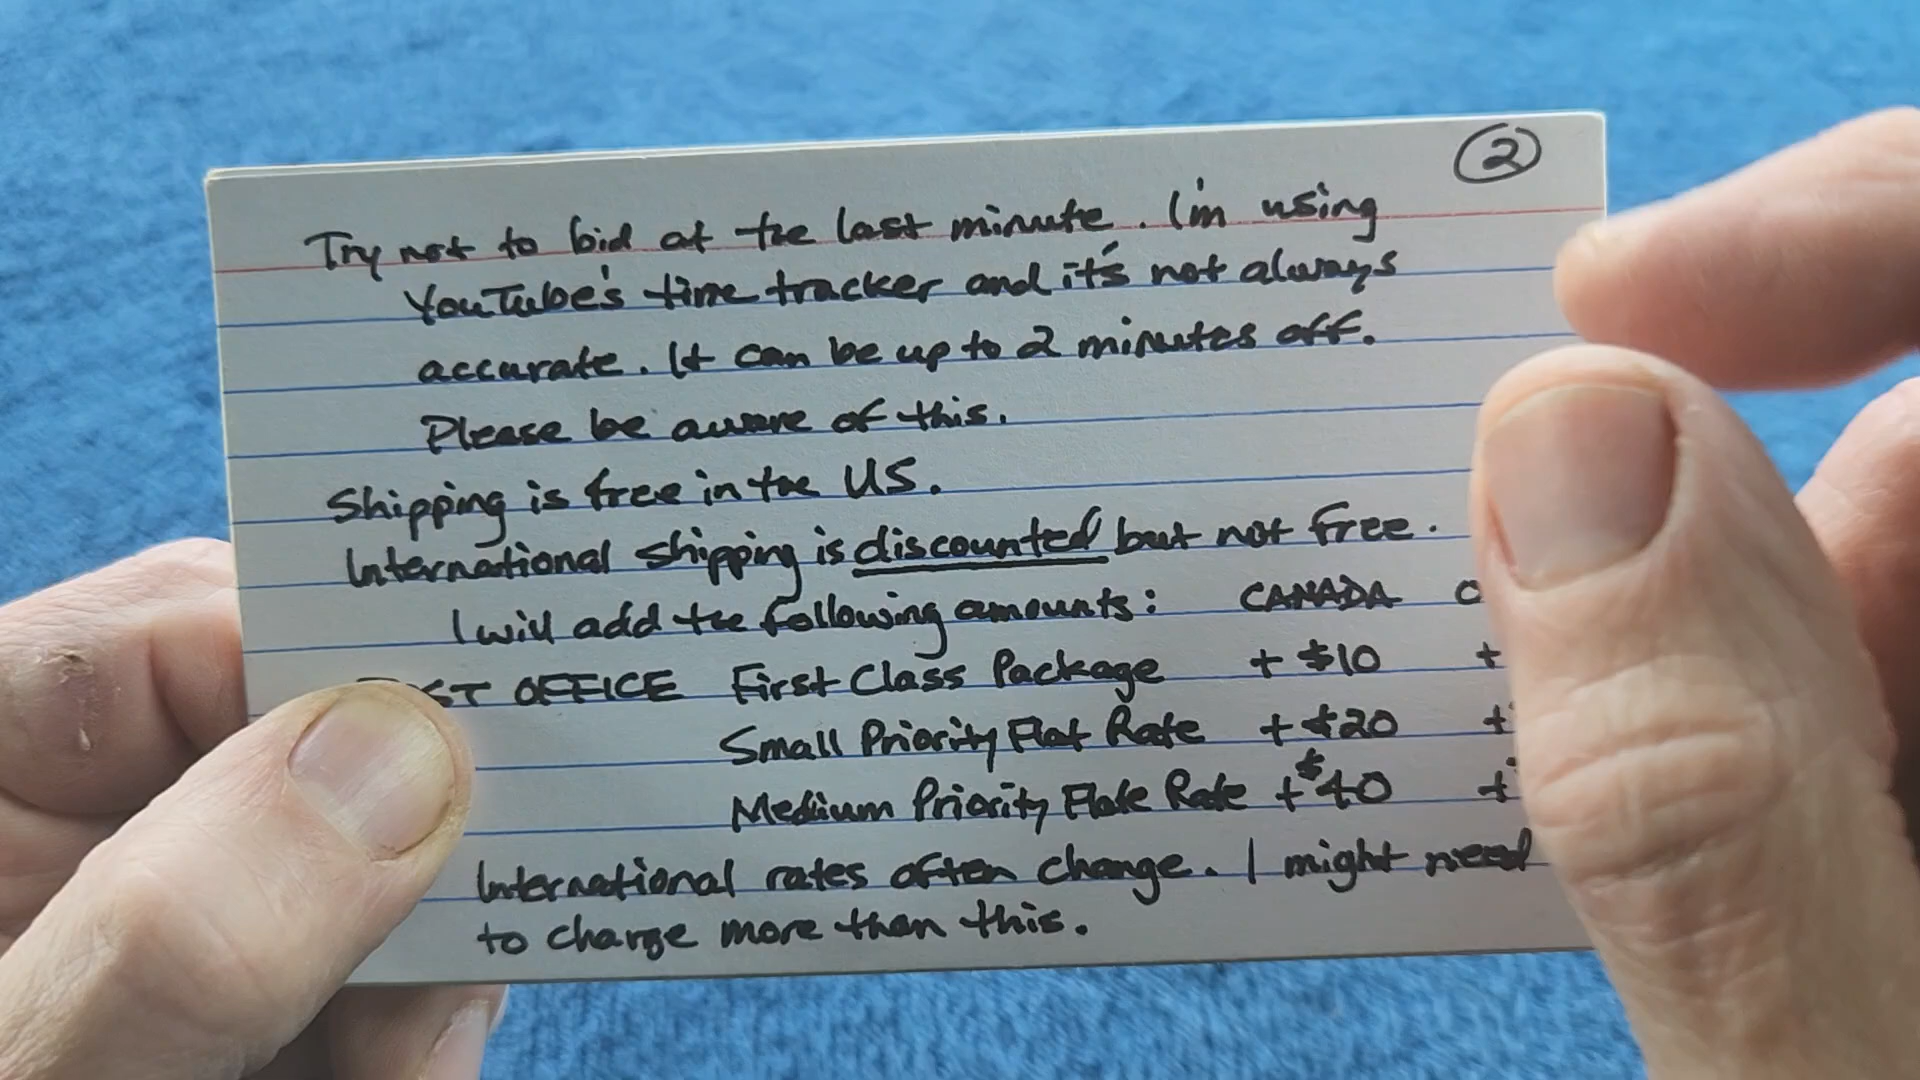 2
Try not to bid at the last minute. I'm using
YouTube's time tracker and it's not always
accurate. It can be up to 2 minutes off.
Please be aware of this.
Shipping is free in the US.
International shipping is discounted but not free.
I will add the following amounts: CANADA
OFFICE First Class Package + $10 +
Small Priority Flat Rate + $20 +
Medium Priority Flate Rate + $40 +
International rates often change. I might need
to charge more than this.